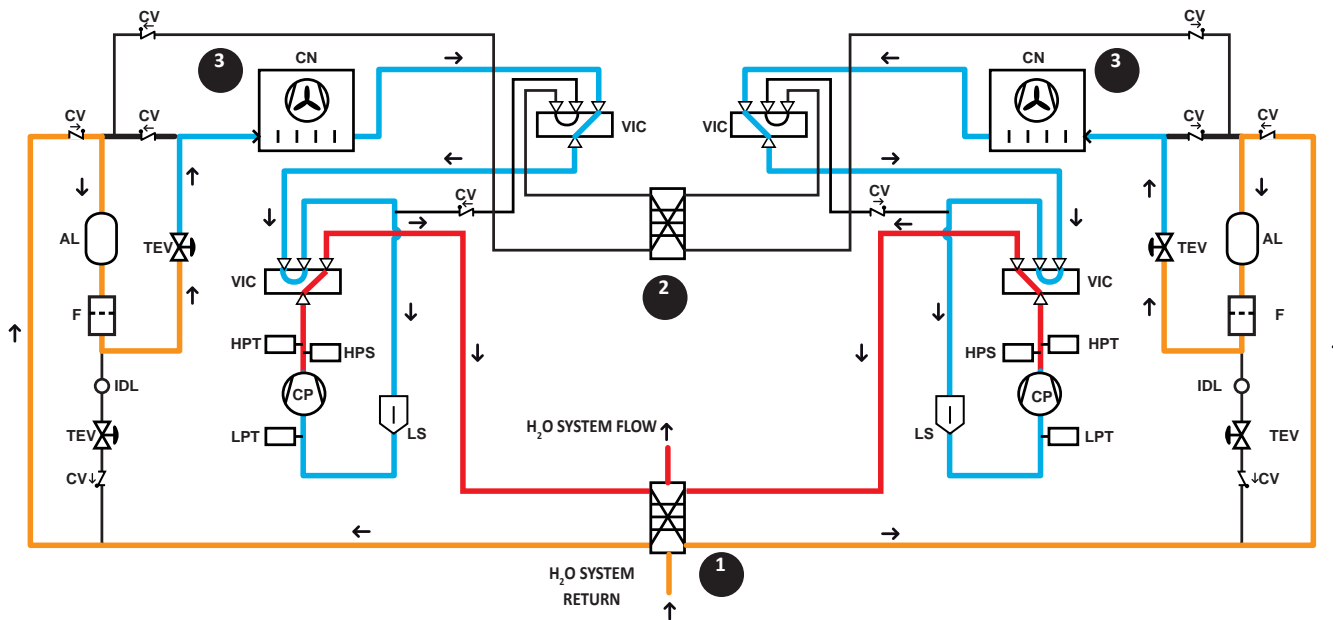 CV
CV
3
CN
CN
3
CV
CV
VIC
VIC
CV
CV
CV
CV
AL
TEV
TEV
AL
VIC
2
VIC
F
F
HPT
HPS
HPS
HPT
IDL
CP
CP
IDL
TEV
LPT
LS
H₂O SYSTEM FLOW
LS
LPT
TEV
CV
CV
1
H₂O SYSTEM
RETURN